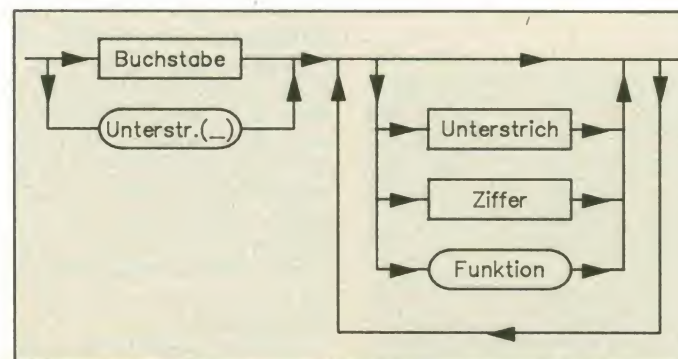 Buchstabe
Unterstr.(_)
Unterstrich
Ziffer
Funktion